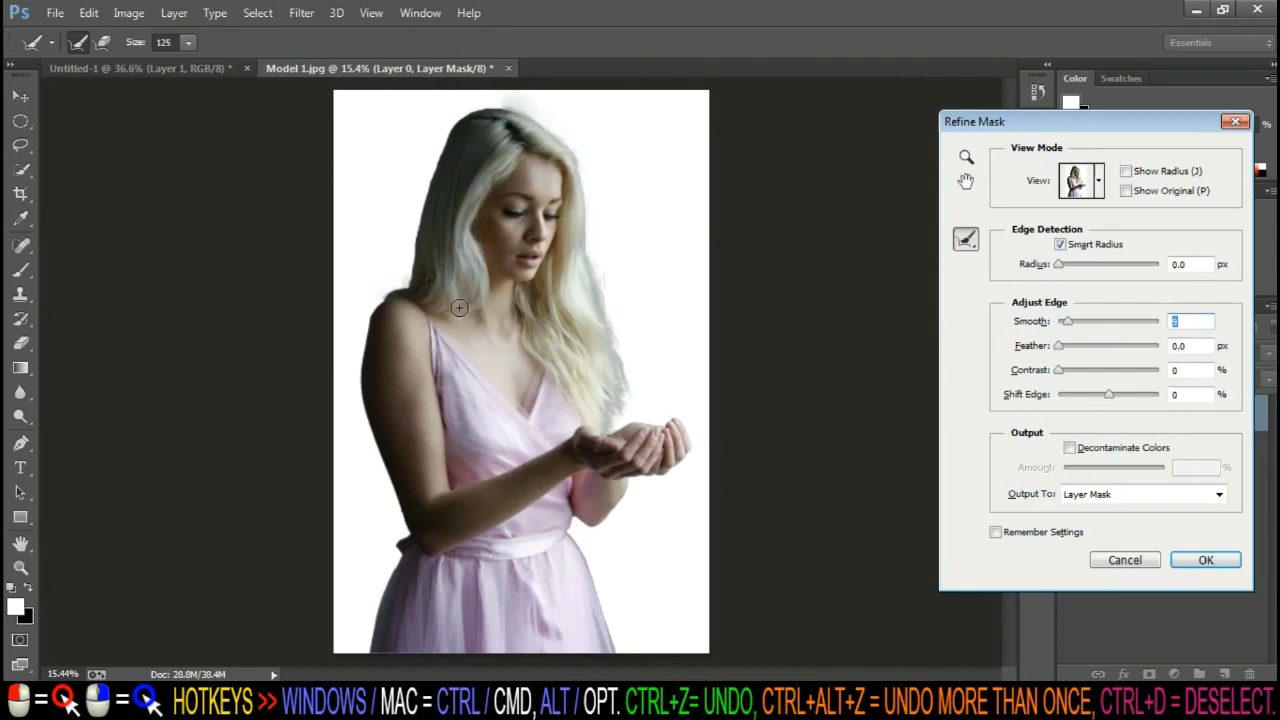 Ps File Edit Image Layer Type Select Filter 3D View Window Help
Size: 125 Essentials
Untitled-1 @ 36.6% (Layer 1, RGB/8) * × Model 1.jpg @ 15.4% (Layer 0, Layer Mask/8) * ×
Color Swatches
%
Refine Mask
View Mode
View: Show Radius (J)
Show Original (P)
Edge Detection
Smart Radius
Radius: 0.0 px
Adjust Edge
Smooth: 9
Feather: 0.0 px
Contrast: 0 %
Shift Edge: 0 %
Output
Decontaminate Colors
Amount: %
Output To: Layer Mask
Remember Settings
Cancel OK
15.44% Doc: 28.8M/38.4M
= = HOTKEYS >> WINDOWS / MAC = CTRL / CMD, ALT / OPT. CTRL+Z= UNDO, CTRL+ALT+Z = UNDO MORE THAN ONCE, CTRL+D = DESELECT.